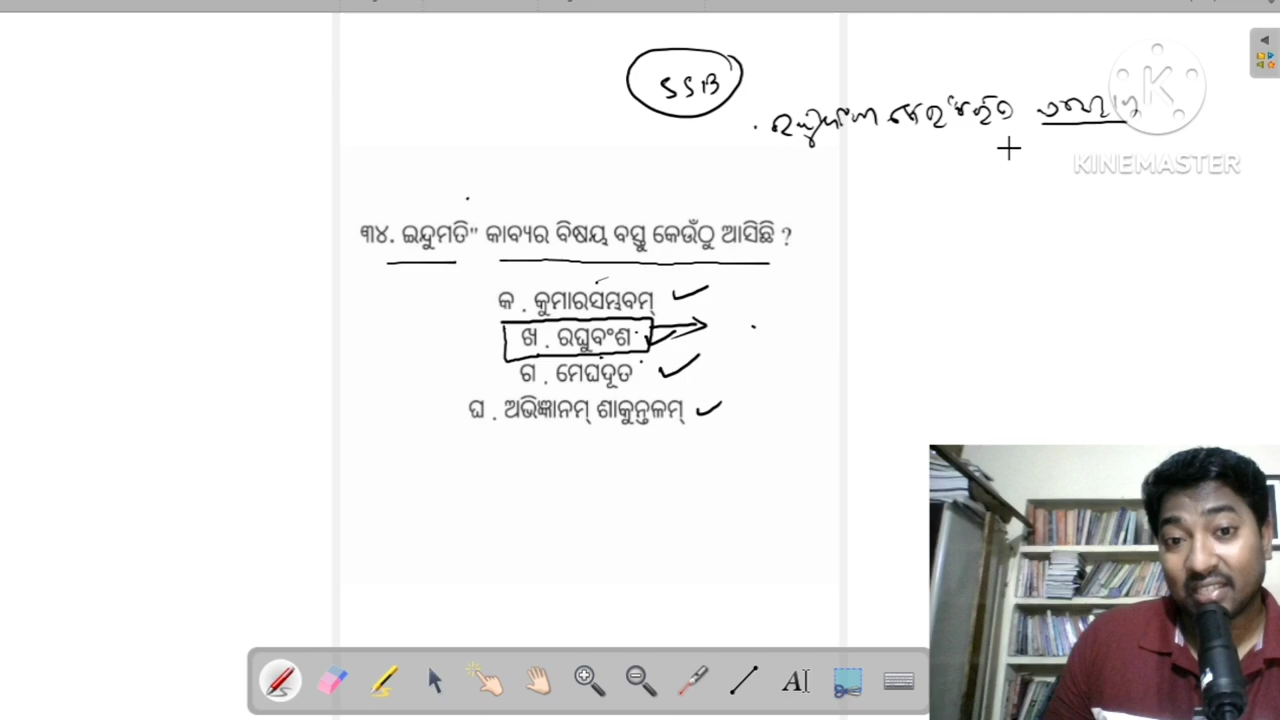 SSB
KINEMASTER
୩୪. ଇନ୍ଦୁମତି" କାବ୍ୟର ବିଷୟ ବସ୍ତୁ କେଉଁଠୁ ଆସିଛି ?
କ . କୁମାରସମ୍ଭବମ୍
ଖ . ରଘୁବଂଶ
ଗ . ମେଘଦୂତ
ଘ . ଅଭିଜ୍ଞାନମ୍ ଶାକୁନ୍ତଳମ୍